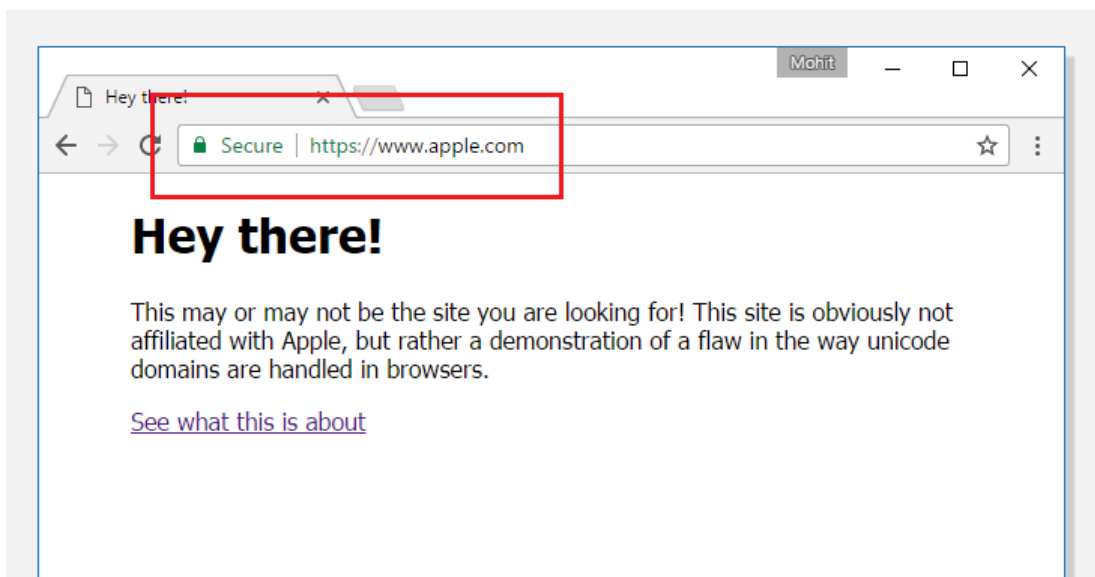 Mohit
Hey there!
Secure | https://www.apple.com
Hey there!
This may or may not be the site you are looking for! This site is obviously not
affiliated with Apple, but rather a demonstration of a flaw in the way unicode
domains are handled in browsers.
See what this is about